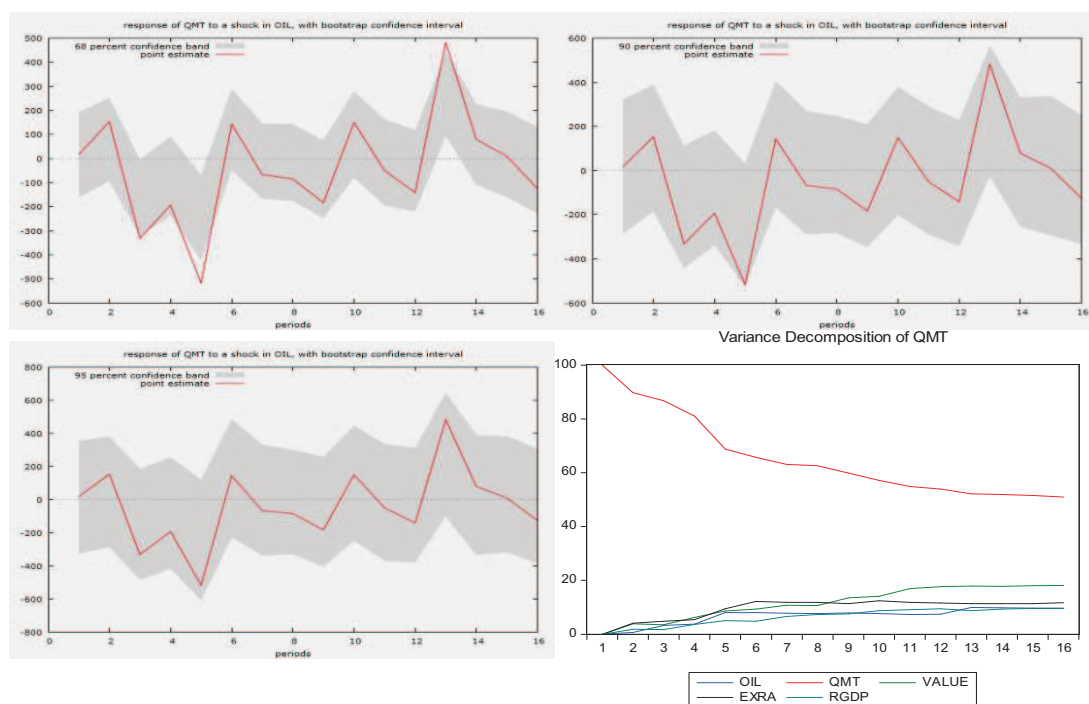 response of QMT to a shock in OIL, with bootstrap confidence interval
68 percent confidence band
point estimate
500
400
300
200
100
0
-100
-200
-300
-400
-500
-600
0 2 4 6 8 10 12 14 16
periods
response of QMT to a shock in OIL, with bootstrap confidence interval
90 percent confidence band
point estimate
600
400
200
0
-200
-400
-600
0 2 4 6 8 10 12 14 16
periods
response of QMT to a shock in OIL, with bootstrap confidence interval
95 percent confidence band
point estimate
800
600
400
200
0
-200
-400
-600
-800
0 2 4 6 8 10 12 14 16
periods
Variance Decomposition of QMT
100
80
60
40
20
0
1 2 3 4 5 6 7 8 9 10 11 12 13 14 15 16
OIL QMT VALUE
EXRA RGDP